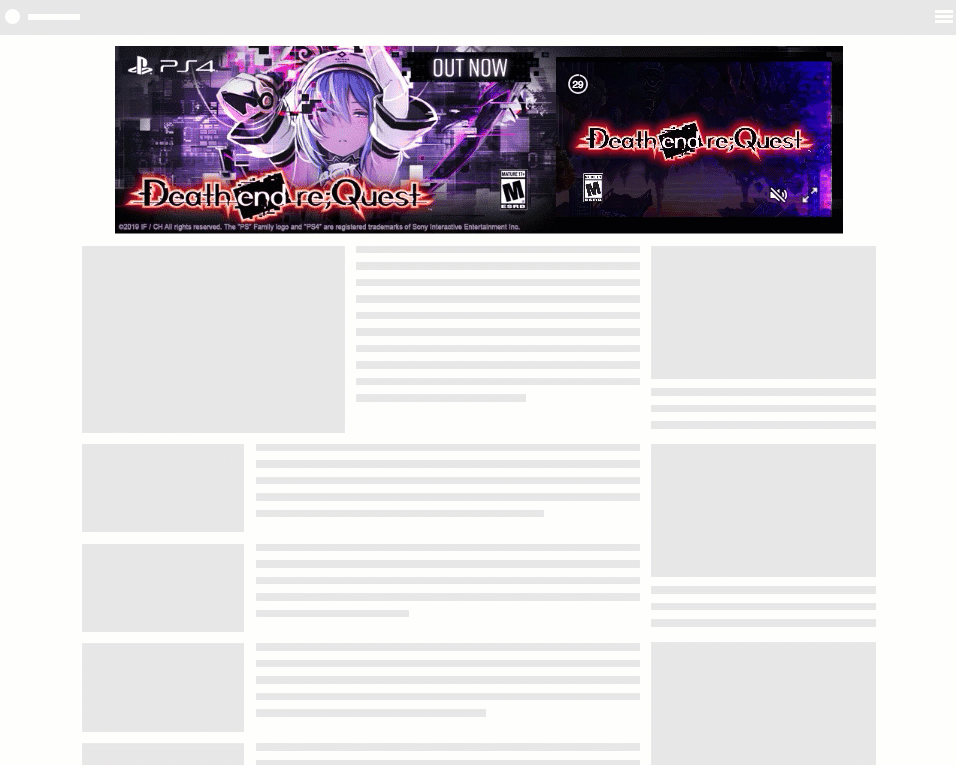 PS4
OUT NOW
29
Death end re;Quest
Death end re;Quest
MATURE 17+
M
ESRB
M
©2019 IF / CH All rights reserved. The "PS" Family logo and "PS4" are registered trademarks of Sony Interactive Entertainment Inc.